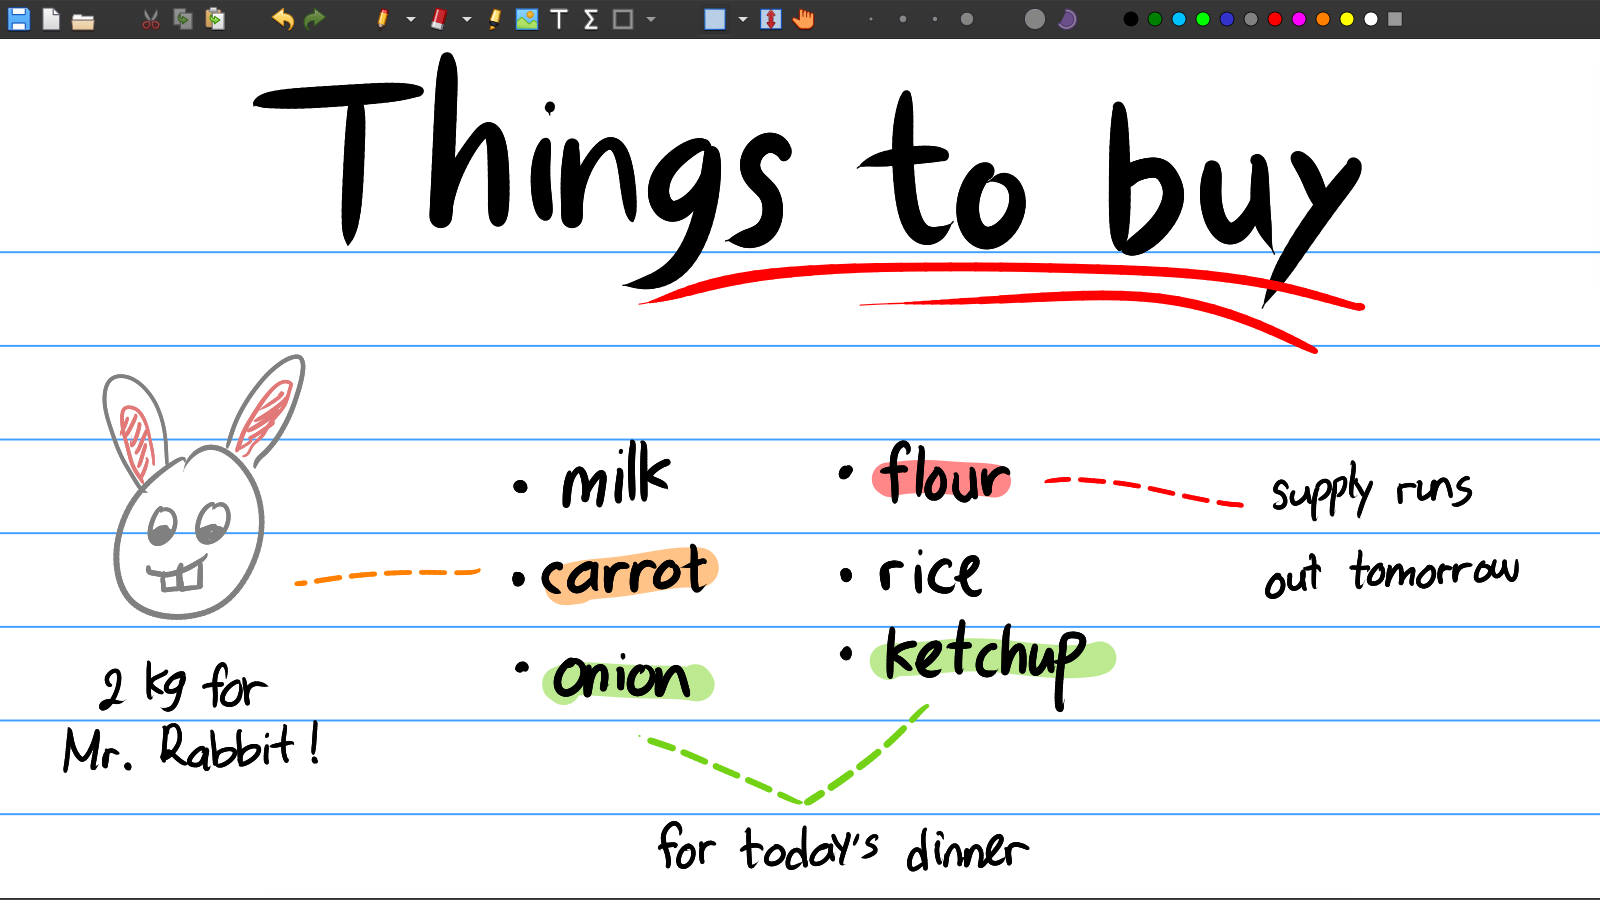 Things to buy
• milk
• carrot
• onion
• flour
• rice
• ketchup
supply runs
out tomorrow
2 kg for
Mr. Rabbit!
for today's dinner